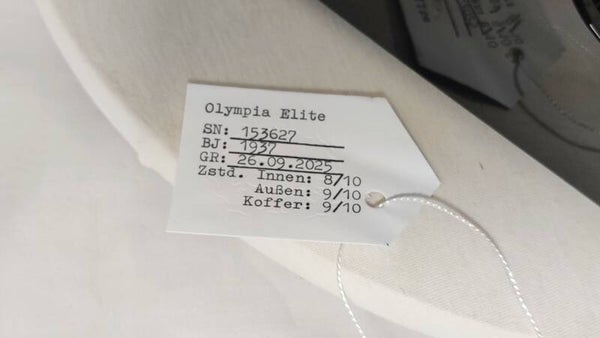 Olympia Elite
SN: 153627
BJ: 1937
GR: 26.09.2025
Zstd. Innen: 8/10
Außen: 9/10
Koffer: 9/10